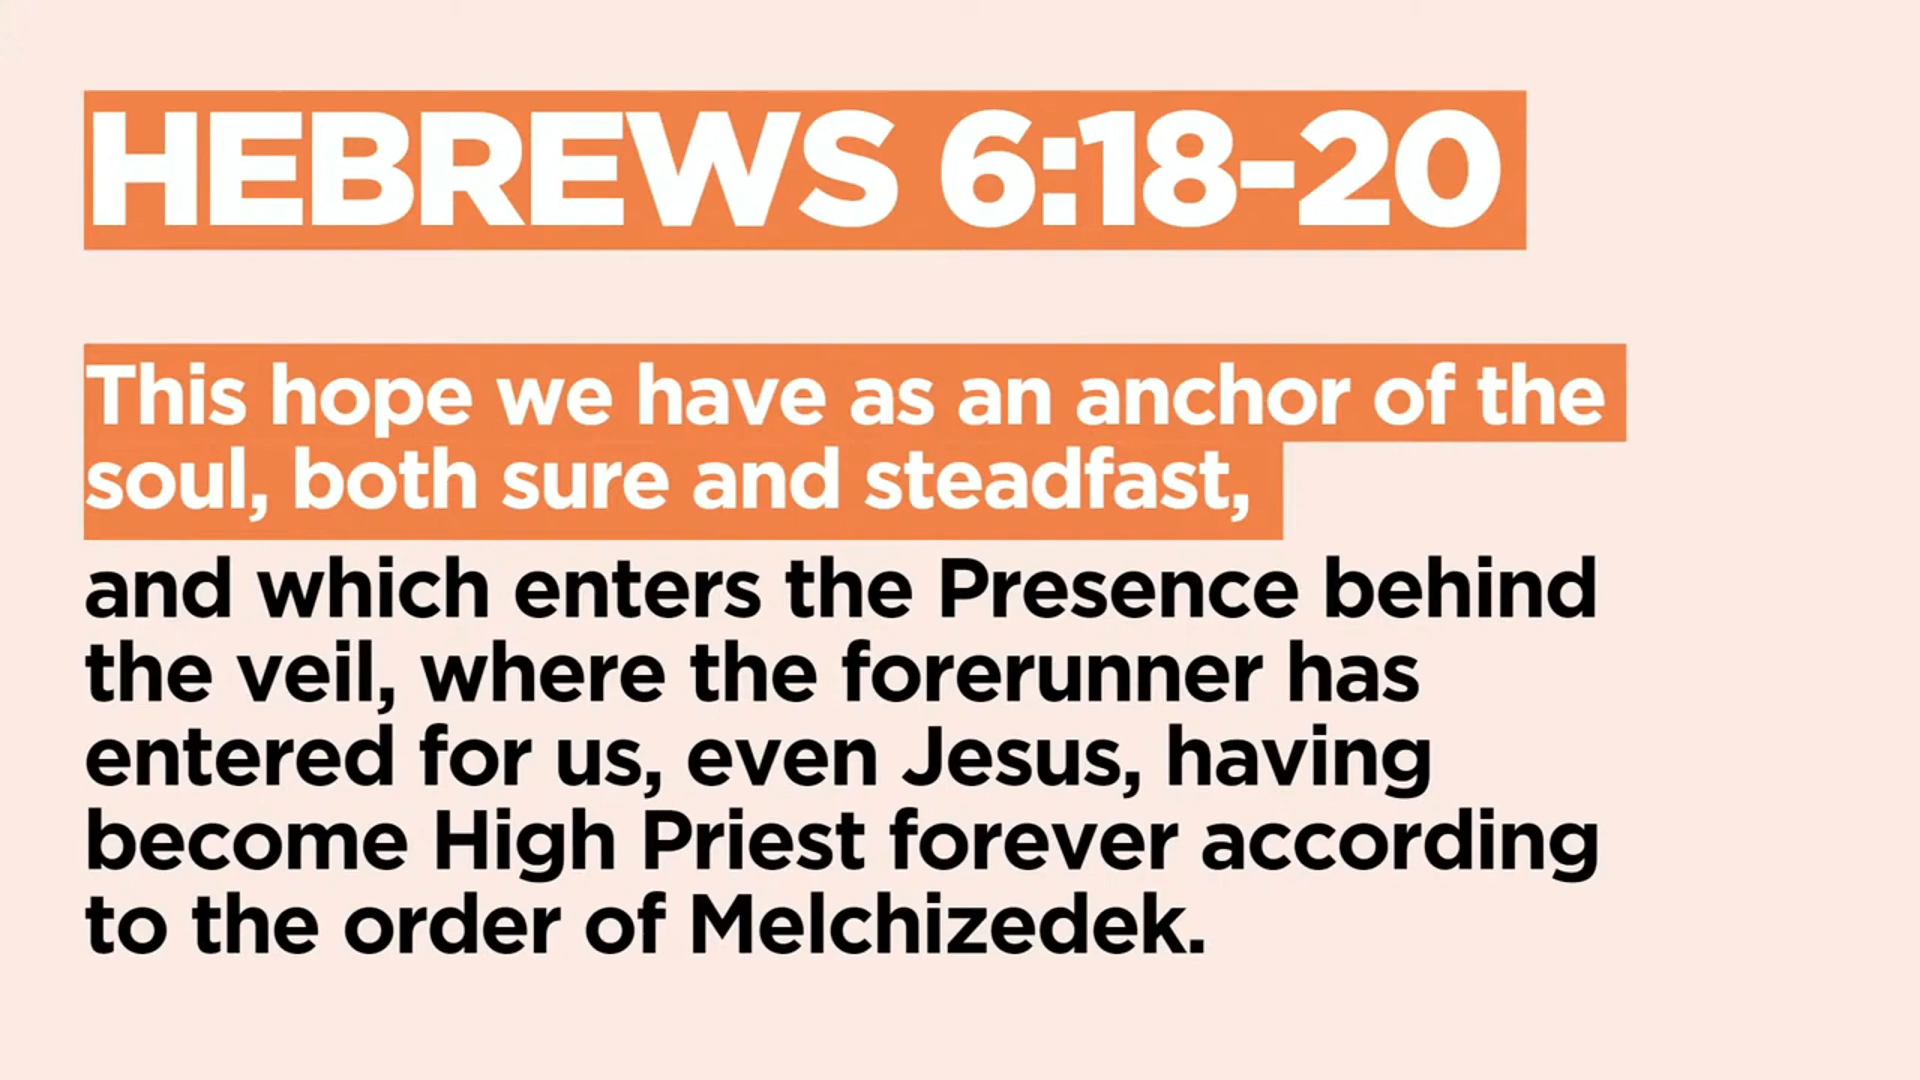 HEBREWS 6:18-20
This hope we have as an anchor of the
soul, both sure and steadfast,
and which enters the Presence behind
the veil, where the forerunner has
entered for us, even Jesus, having
become High Priest forever according
to the order of Melchizedek.